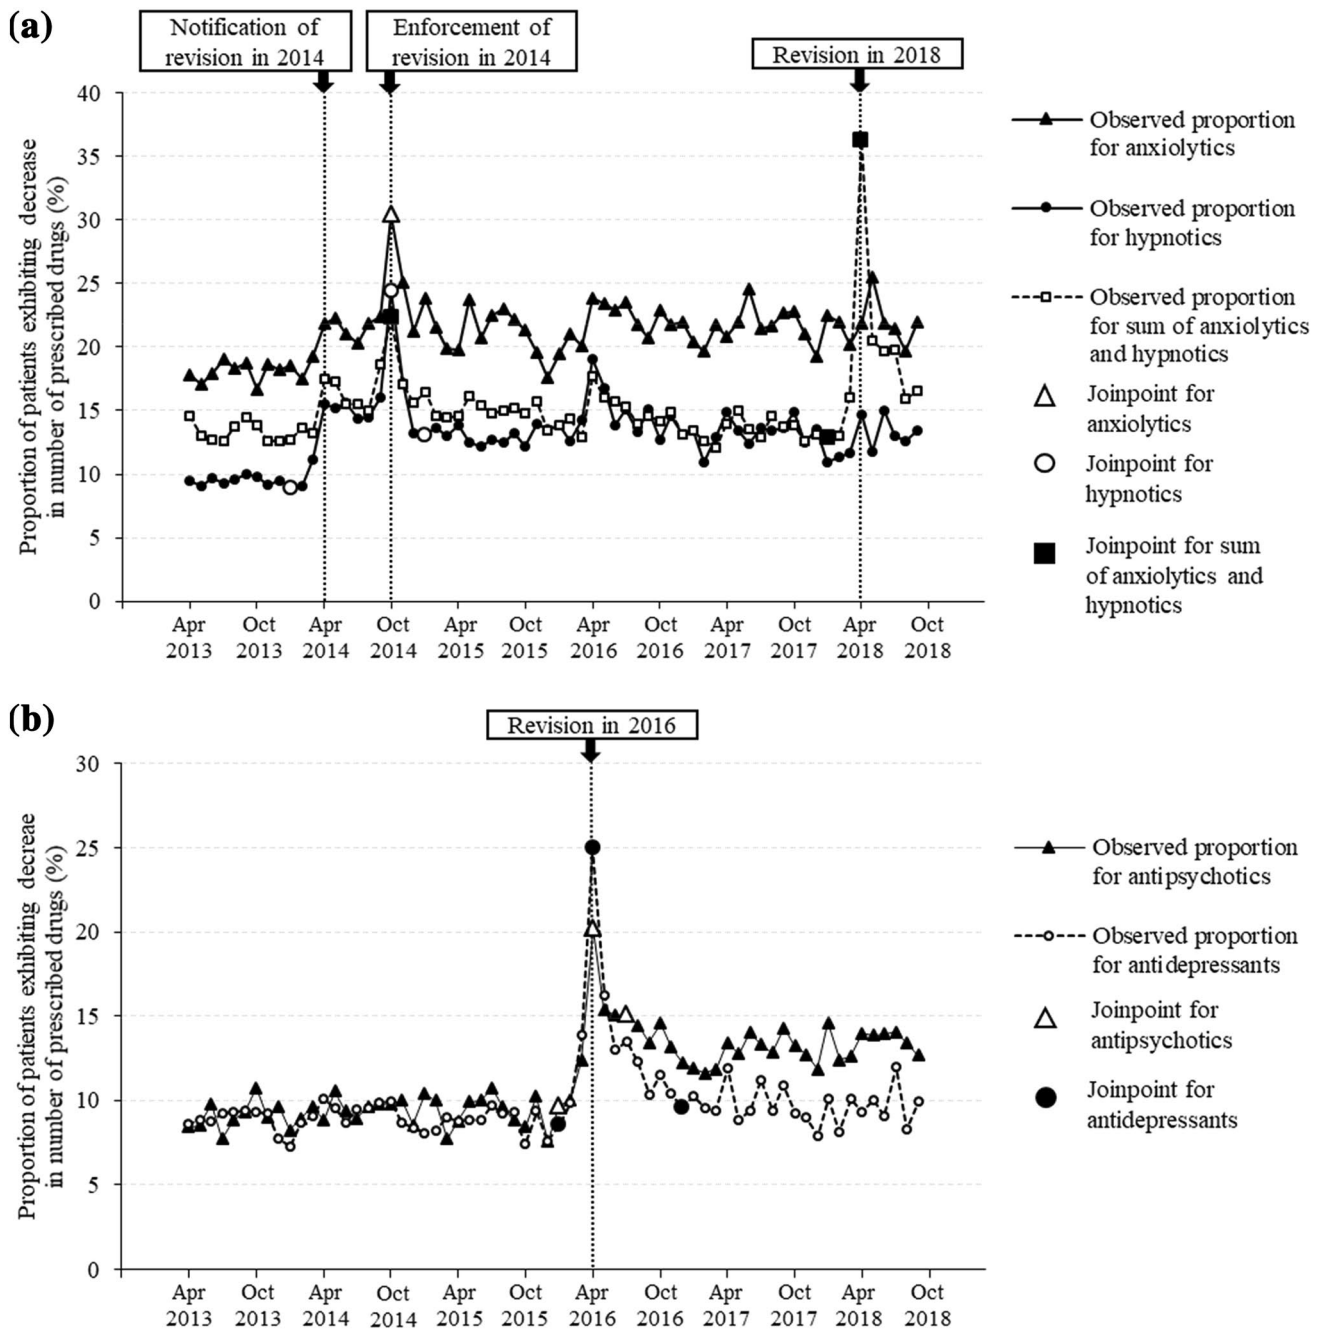 (a)
Notification of
revision in 2014
Enforcement of
revision in 2014
Revision in 2018
Proportion of patients exhibiting decrease
in number of prescribed drugs (%)
40
35
30
25
20
15
10
5
0
Apr
2013
Oct
2013
Apr
2014
Oct
2014
Apr
2015
Oct
2015
Apr
2016
Oct
2016
Apr
2017
Oct
2017
Apr
2018
Oct
2018
Observed proportion
for anxiolytics
Observed proportion
for hypnotics
Observed proportion
for sum of anxiolytics
and hypnotics
Joinpoint for
anxiolytics
Joinpoint for
hypnotics
Joinpoint for sum
of anxiolytics and
hypnotics
(b)
Revision in 2016
Proportion of patients exhibiting decreae
in number of prescribed drugs (%)
30
25
20
15
10
5
0
Apr
2013
Oct
2013
Apr
2014
Oct
2014
Apr
2015
Oct
2015
Apr
2016
Oct
2016
Apr
2017
Oct
2017
Apr
2018
Oct
2018
Observed proportion
for antipsychotics
Observed proportion
for antidepressants
Joinpoint for
antipsychotics
Joinpoint for
antidepressants